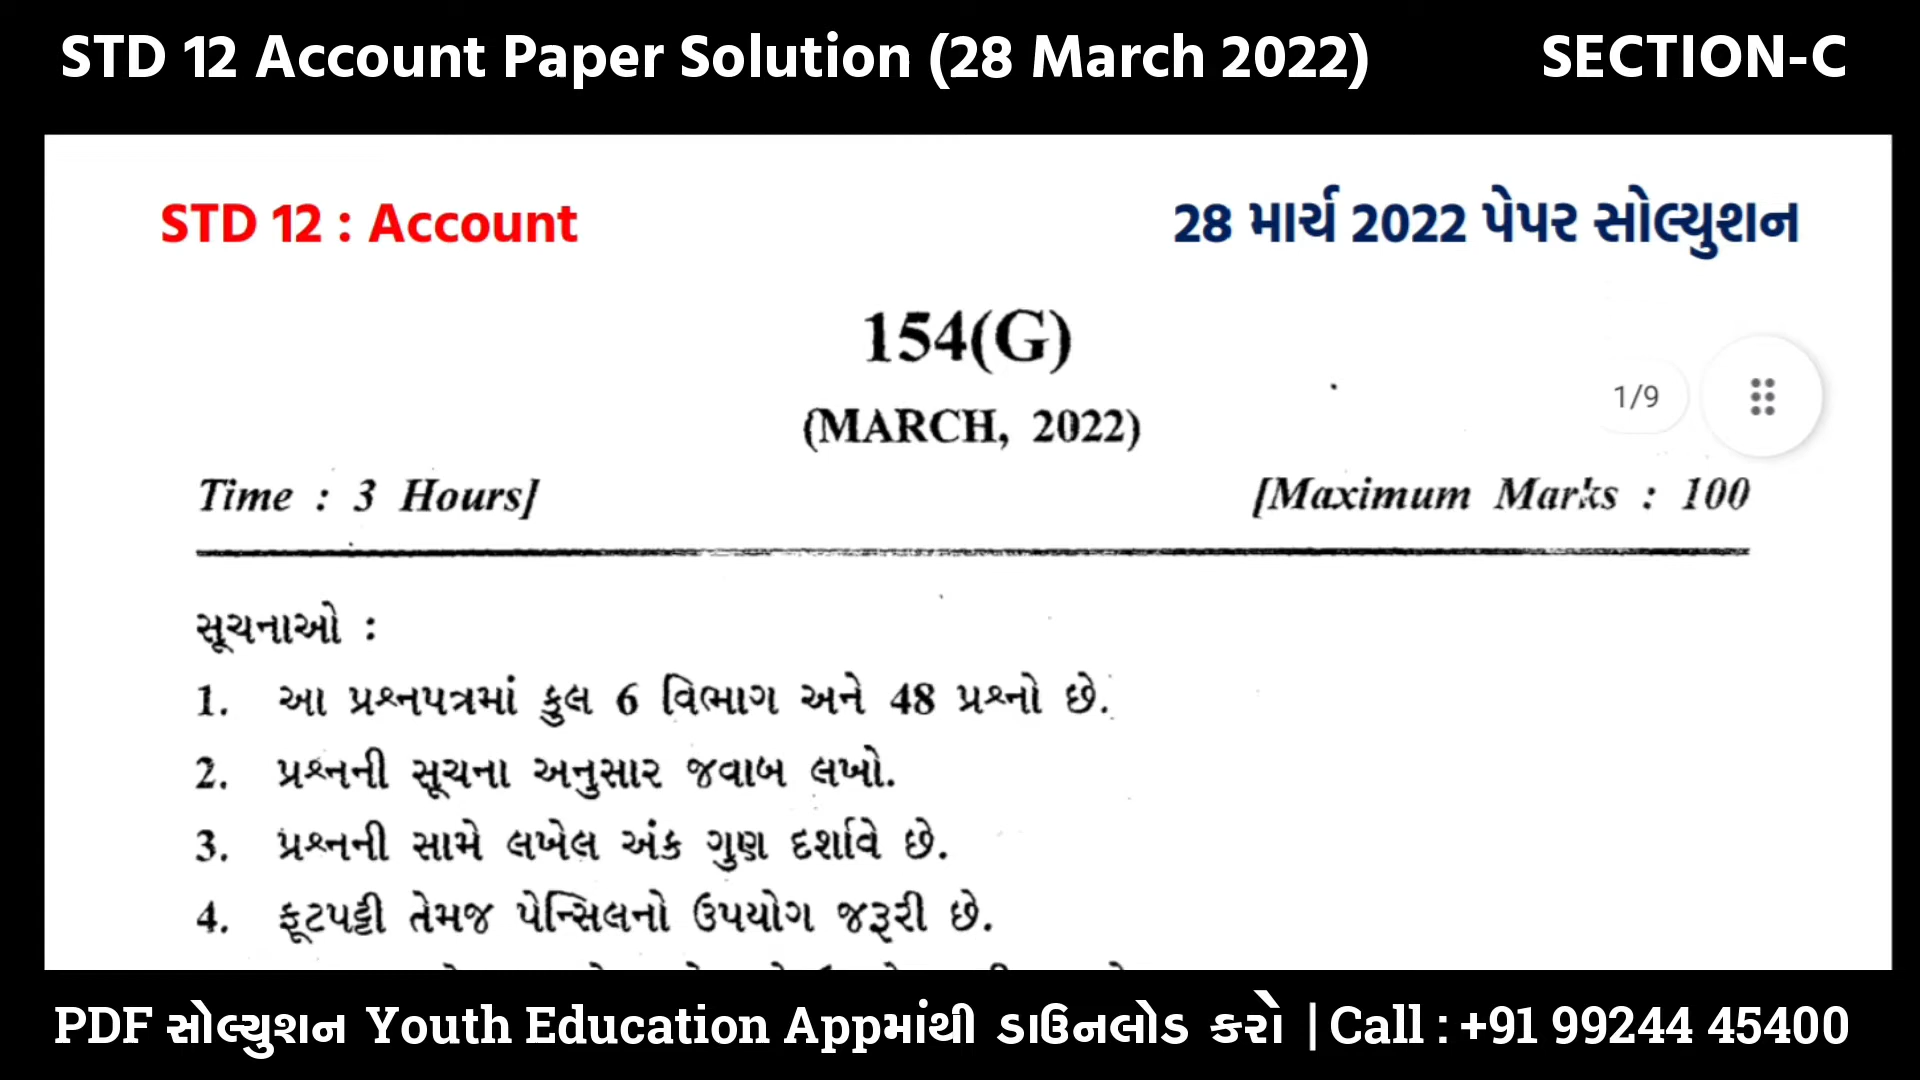 STD 12 Account Paper Solution (28 March 2022) SECTION-C
STD 12 : Account 28 માર્ચ 2022 પેપર સોલ્યુશન
154(G)
(MARCH, 2022)
1/9
Time : 3 Hours] [Maximum Marks : 100
સૂચનાઓ :
1. આ પ્રશ્નપત્રમાં કુલ 6 વિભાગ અને 48 પ્રશ્નો છે.
2. પ્રશ્નની સૂચના અનુસાર જવાબ લખો.
3. પ્રશ્નની સામે લખેલ અંક ગુણ દર્શાવે છે.
4. ફૂટપટ્ટી તેમજ પેન્સિલનો ઉપયોગ જરૂરી છે.
PDF સોલ્યુશન Youth Education Appમાંથી ડાઉનલોડ કરો | Call : +91 99244 45400